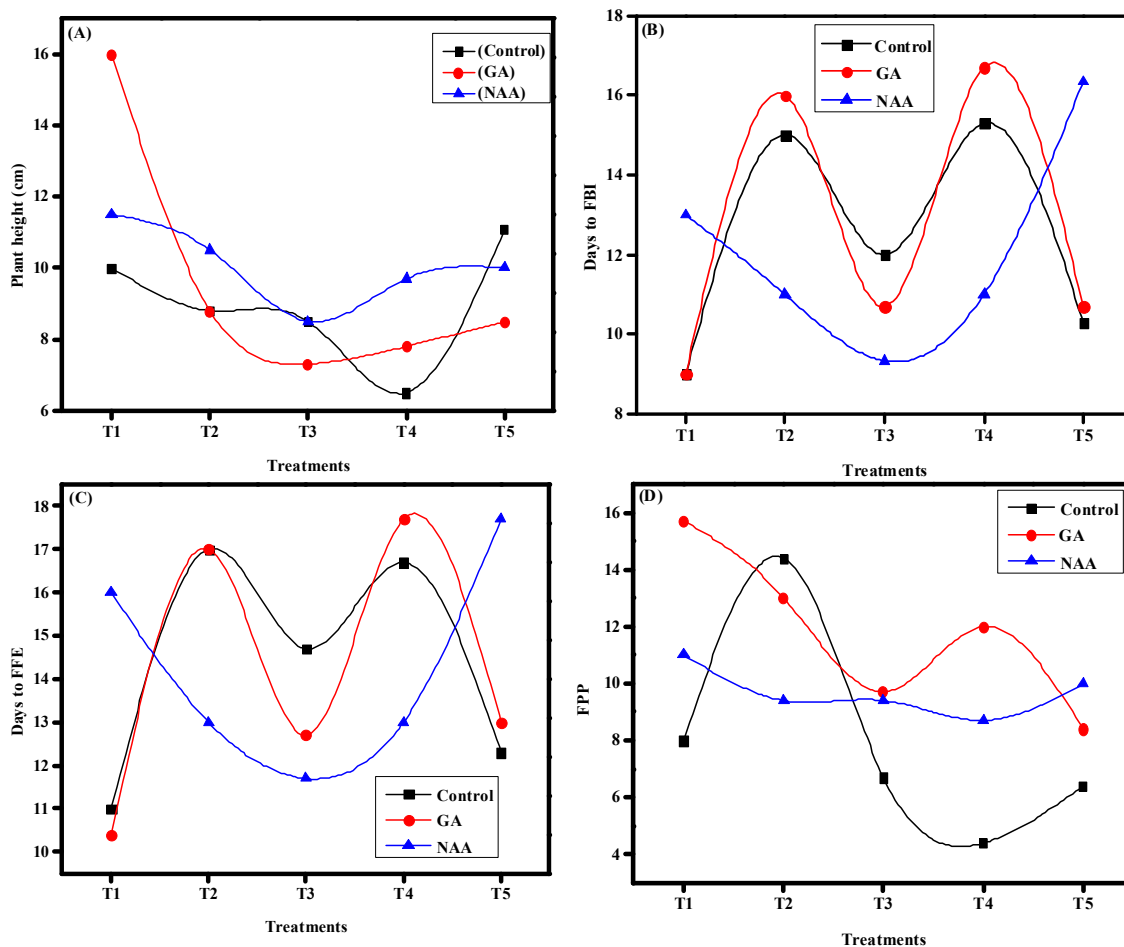 (A)
(Control)
(GA)
(NAA)
Plant height (cm)
16
14
12
10
8
6
T1 T2 T3 T4 T5
Treatments
(B)
Control
GA
NAA
Days to FBI
18
16
14
12
10
8
T1 T2 T3 T4 T5
Treatments
(C)
Control
GA
NAA
Days to FFE
18
17
16
15
14
13
12
11
10
T1 T2 T3 T4 T5
Treatments
(D)
Control
GA
NAA
FPP
16
14
12
10
8
6
4
T1 T2 T3 T4 T5
Treatments